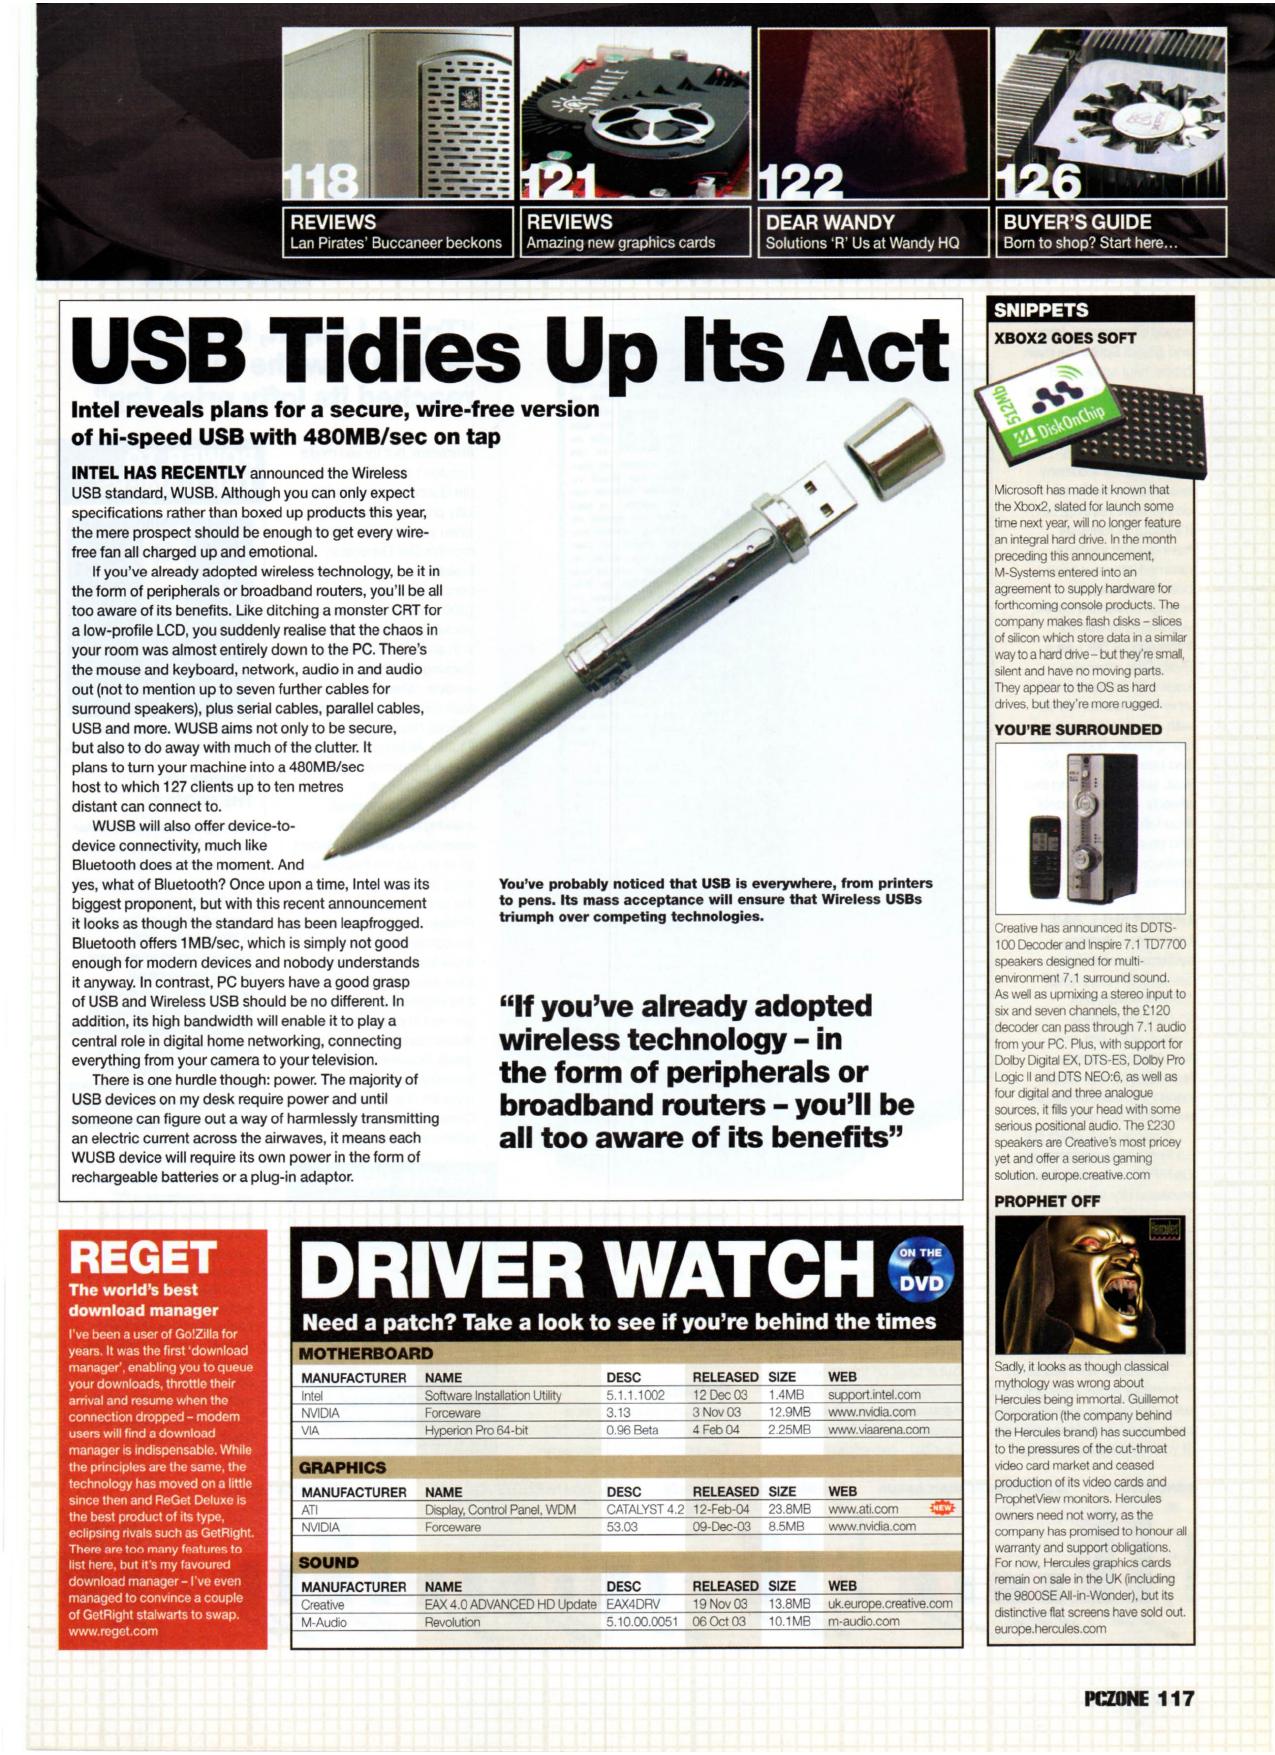 118
REVIEWS
Lan Pirates' Buccaneer beckons
SPARKLE
121
REVIEWS
Amazing new graphics cards
122
DEAR WANDY
Solutions 'R' Us at Wandy HQ
126
BUYER'S GUIDE
Born to shop? Start here...
USB Tidies Up Its Act
Intel reveals plans for a secure, wire-free version
of hi-speed USB with 480MB/sec on tap
INTEL HAS RECENTLY announced the Wireless
USB standard, WUSB. Although you can only expect
specifications rather than boxed up products this year,
the mere prospect should be enough to get every wire-
free fan all charged up and emotional.
If you've already adopted wireless technology, be it in
the form of peripherals or broadband routers, you'll be all
too aware of its benefits. Like ditching a monster CRT for
a low-profile LCD, you suddenly realise that the chaos in
your room was almost entirely down to the PC. There's
the mouse and keyboard, network, audio in and audio
out (not to mention up to seven further cables for
surround speakers), plus serial cables, parallel cables,
USB and more. WUSB aims not only to be secure,
but also to do away with much of the clutter. It
plans to turn your machine into a 480MB/sec
host to which 127 clients up to ten metres
distant can connect to.
WUSB will also offer device-to-
device connectivity, much like
Bluetooth does at the moment. And
yes, what of Bluetooth? Once upon a time, Intel was its
biggest proponent, but with this recent announcement
it looks as though the standard has been leapfrogged.
Bluetooth offers 1MB/sec, which is simply not good
enough for modern devices and nobody understands
it anyway. In contrast, PC buyers have a good grasp
of USB and Wireless USB should be no different. In
addition, its high bandwidth will enable it to play a
central role in digital home networking, connecting
everything from your camera to your television.
There is one hurdle though: power. The majority of
USB devices on my desk require power and until
someone can figure out a way of harmlessly transmitting
an electric current across the airwaves, it means each
WUSB device will require its own power in the form of
rechargeable batteries or a plug-in adaptor.
You've probably noticed that USB is everywhere, from printers
to pens. Its mass acceptance will ensure that Wireless USBs
triumph over competing technologies.
"If you've already adopted
wireless technology – in
the form of peripherals or
broadband routers – you'll be
all too aware of its benefits"
SNIPPETS
XBOX2 GOES SOFT
512Mb
DiskOnChip
Microsoft has made it known that
the Xbox2, slated for launch some
time next year, will no longer feature
an integral hard drive. In the month
preceding this announcement,
M-Systems entered into an
agreement to supply hardware for
forthcoming console products. The
company makes flash disks – slices
of silicon which store data in a similar
way to a hard drive – but they're small,
silent and have no moving parts.
They appear to the OS as hard
drives, but they're more rugged.
YOU'RE SURROUNDED
Creative has announced its DDTS-
100 Decoder and Inspire 7.1 TD7700
speakers designed for multi-
environment 7.1 surround sound.
As well as upmixing a stereo input to
six and seven channels, the £120
decoder can pass through 7.1 audio
from your PC. Plus, with support for
Dolby Digital EX, DTS-ES, Dolby Pro
Logic II and DTS NEO:6, as well as
four digital and three analogue
sources, it fills your head with some
serious positional audio. The £230
speakers are Creative's most pricey
yet and offer a serious gaming
solution. europe.creative.com
PROPHET OFF
Hercules
Sadly, it looks as though classical
mythology was wrong about
Hercules being immortal. Guillemot
Corporation (the company behind
the Hercules brand) has succumbed
to the pressures of the cut-throat
video card market and ceased
production of its video cards and
ProphetView monitors. Hercules
owners need not worry, as the
company has promised to honour all
warranty and support obligations.
For now, Hercules graphics cards
remain on sale in the UK (including
the 9800SE All-in-Wonder), but its
distinctive flat screens have sold out.
europe.hercules.com
REGET
The world's best
download manager
I've been a user of Go!Zilla for
years. It was the first 'download
manager', enabling you to queue
your downloads, throttle their
arrival and resume when the
connection dropped – modem
users will find a download
manager is indispensable. While
the principles are the same, the
technology has moved on a little
since then and ReGet Deluxe is
the best product of its type,
eclipsing rivals such as GetRight.
There are too many features to
list here, but it's my favoured
download manager – I've even
managed to convince a couple
of GetRight stalwarts to swap.
www.reget.com
DRIVER WATCH
ON THE
DVD
Need a patch? Take a look to see if you're behind the times
MOTHERBOARD
MANUFACTURER NAME DESC RELEASED SIZE WEB
Intel Software Installation Utility 5.1.1.1002 12 Dec 03 1.4MB support.intel.com
NVIDIA Forceware 3.13 3 Nov 03 12.9MB www.nvidia.com
VIA Hyperion Pro 64-bit 0.96 Beta 4 Feb 04 2.25MB www.viaarena.com
GRAPHICS
MANUFACTURER NAME DESC RELEASED SIZE WEB
ATI Display, Control Panel, WDM CATALYST 4.2 12-Feb-04 23.8MB www.ati.com NEW
NVIDIA Forceware 53.03 09-Dec-03 8.5MB www.nvidia.com
SOUND
MANUFACTURER NAME DESC RELEASED SIZE WEB
Creative EAX 4.0 ADVANCED HD Update EAX4DRV 19 Nov 03 13.8MB uk.europe.creative.com
M-Audio Revolution 5.10.00.0051 06 Oct 03 10.1MB m-audio.com
PCZONE 117